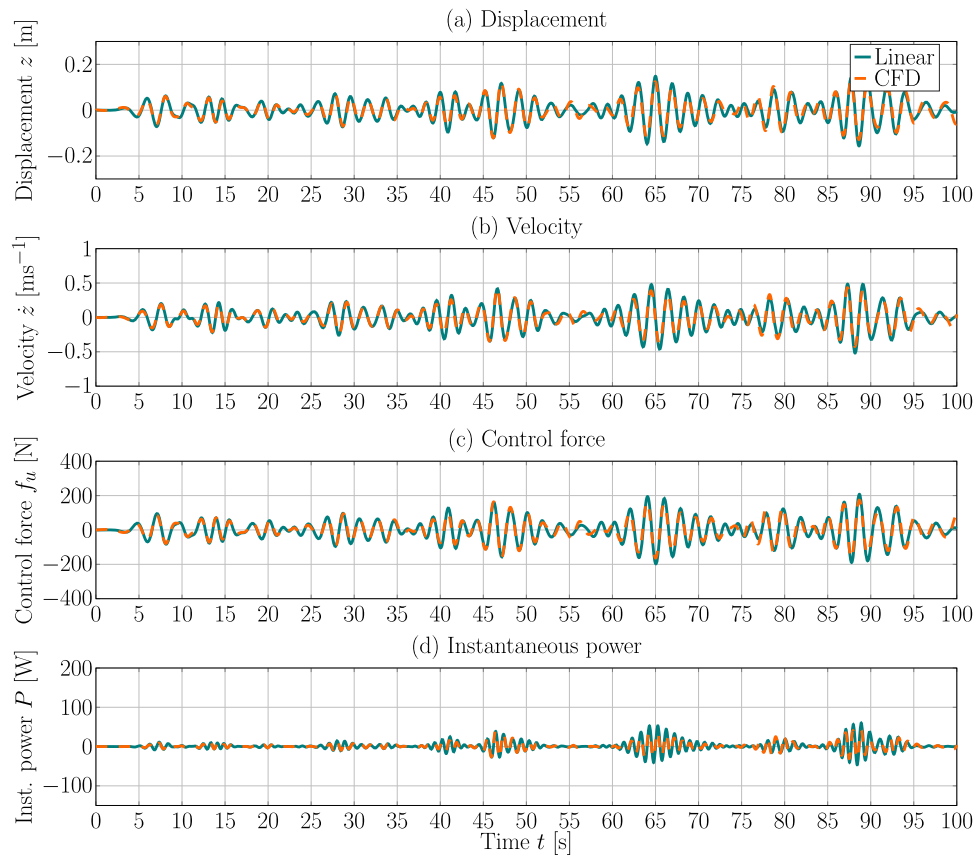 (a) Displacement
Displacement z [m]
0.2
0
−0.2
Linear
CFD
0 5 10 15 20 25 30 35 40 45 50 55 60 65 70 75 80 85 90 95 100
(b) Velocity
Velocity ż [ms⁻¹]
1
0.5
0
−0.5
−1
0 5 10 15 20 25 30 35 40 45 50 55 60 65 70 75 80 85 90 95 100
(c) Control force
Control force fᵤ [N]
400
200
0
−200
−400
0 5 10 15 20 25 30 35 40 45 50 55 60 65 70 75 80 85 90 95 100
(d) Instantaneous power
Inst. power P [W]
200
100
0
−100
0 5 10 15 20 25 30 35 40 45 50 55 60 65 70 75 80 85 90 95 100
Time t [s]